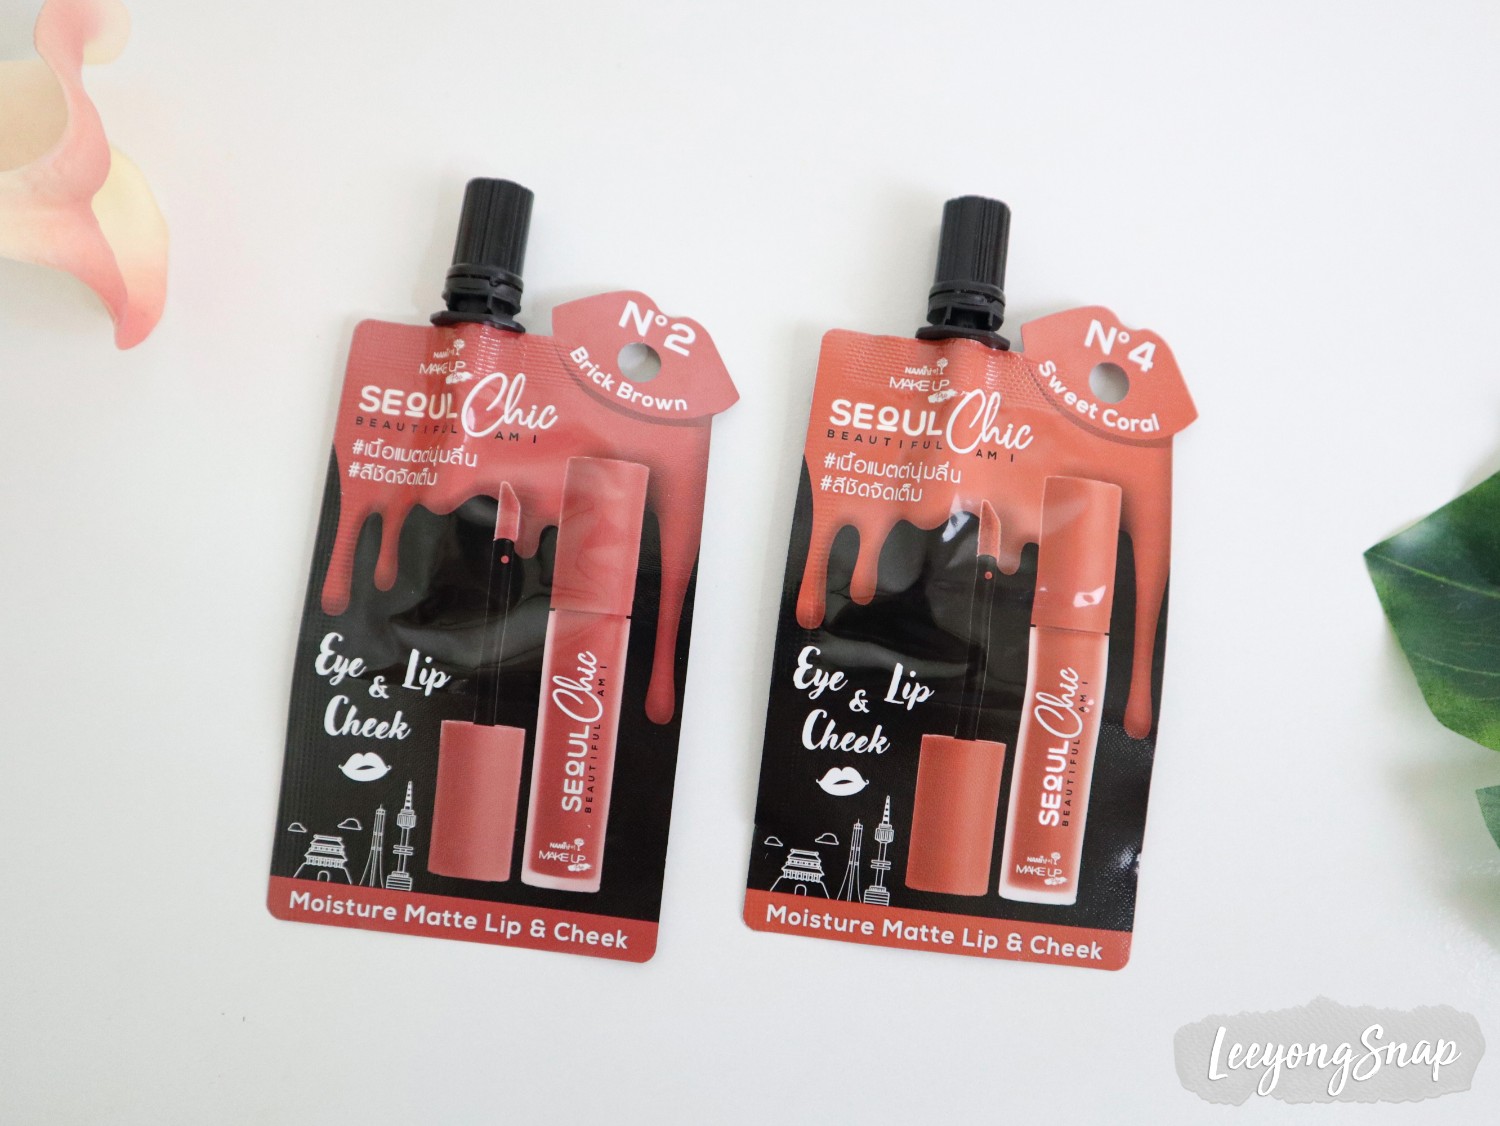 N°2
Brick Brown
NAMI
MAKE UP
SEOUL Chic
BEAUTIFUL AM I
#เนื้อแมตต์นุ่มลื่น
#สีชัดจัดเต็ม
Eye & Lip
Cheek
SEOUL Chic
BEAUTIFUL AM I
NAMI
MAKE UP
Moisture Matte Lip & Cheek
N°4
Sweet Coral
NAMI
MAKE UP
SEOUL Chic
BEAUTIFUL AM I
#เนื้อแมตต์นุ่มลื่น
#สีชัดจัดเต็ม
Eye & Lip
Cheek
SEOUL Chic
BEAUTIFUL AM I
NAMI
MAKE UP
Moisture Matte Lip & Cheek
LeeyongSnap